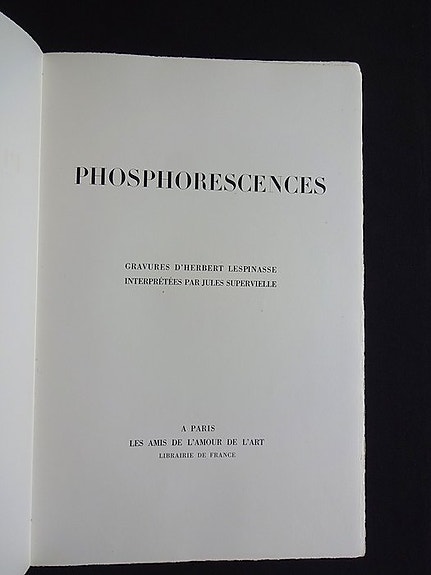 PHOSPHORESCENCES
GRAVURES D'HERBERT LESPINASSE
INTERPRÉTÉES PAR JULES SUPERVIELLE
A PARIS
LES AMIS DE L'AMOUR DE L'ART
LIBRAIRIE DE FRANCE